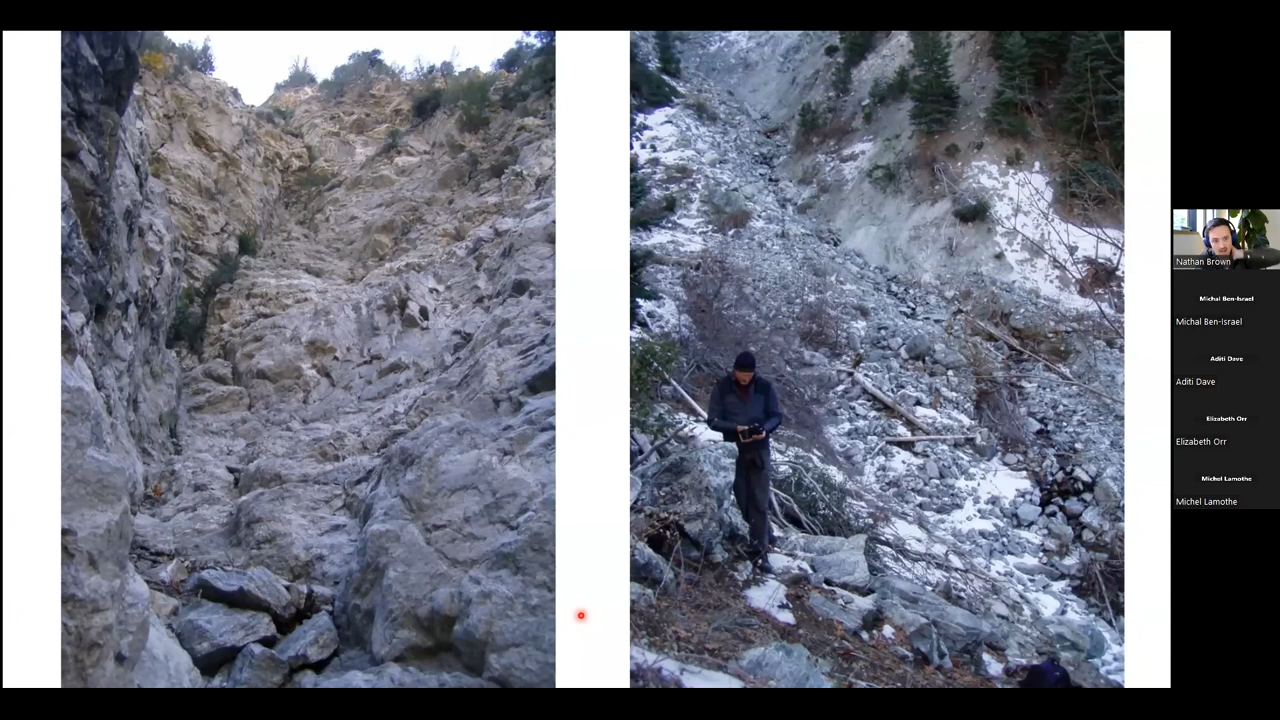 Nathan Brown
Michal Ben-Israel
Michal Ben-Israel
Aditi Dave
Aditi Dave
Elizabeth Orr
Elizabeth Orr
Michel Lamothe
Michel Lamothe